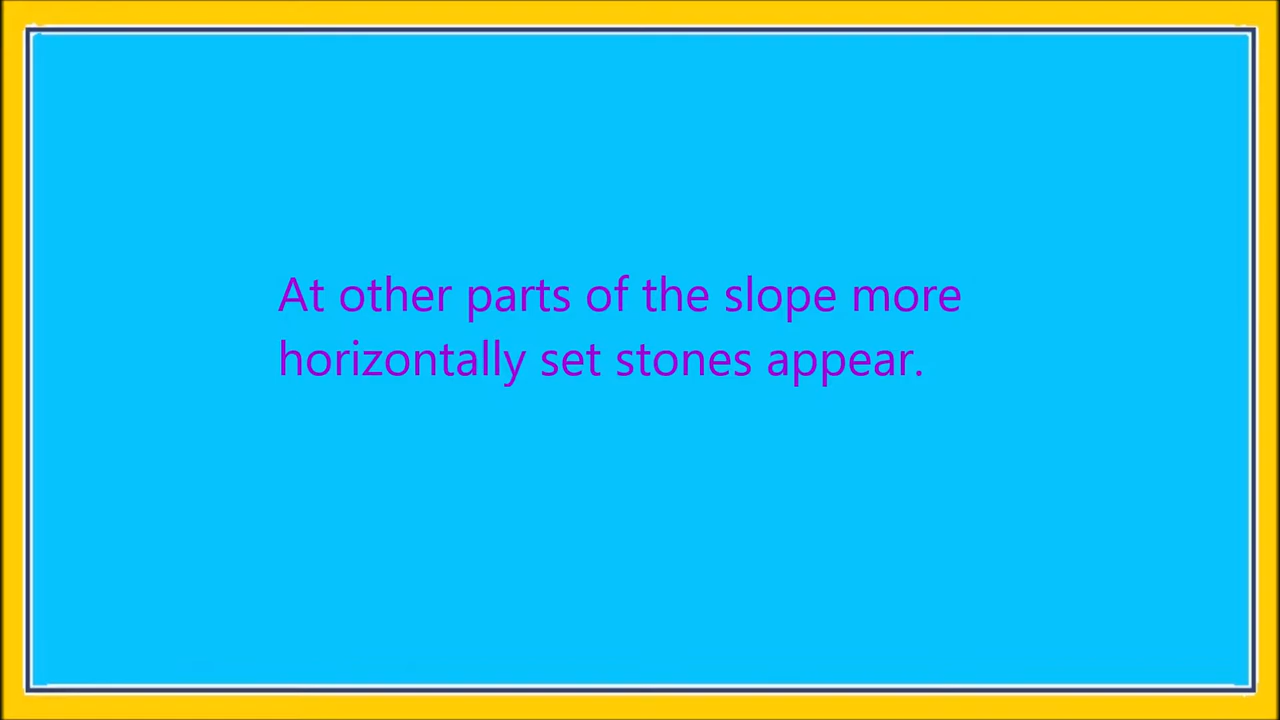 At other parts of the slope more
horizontally set stones appear.